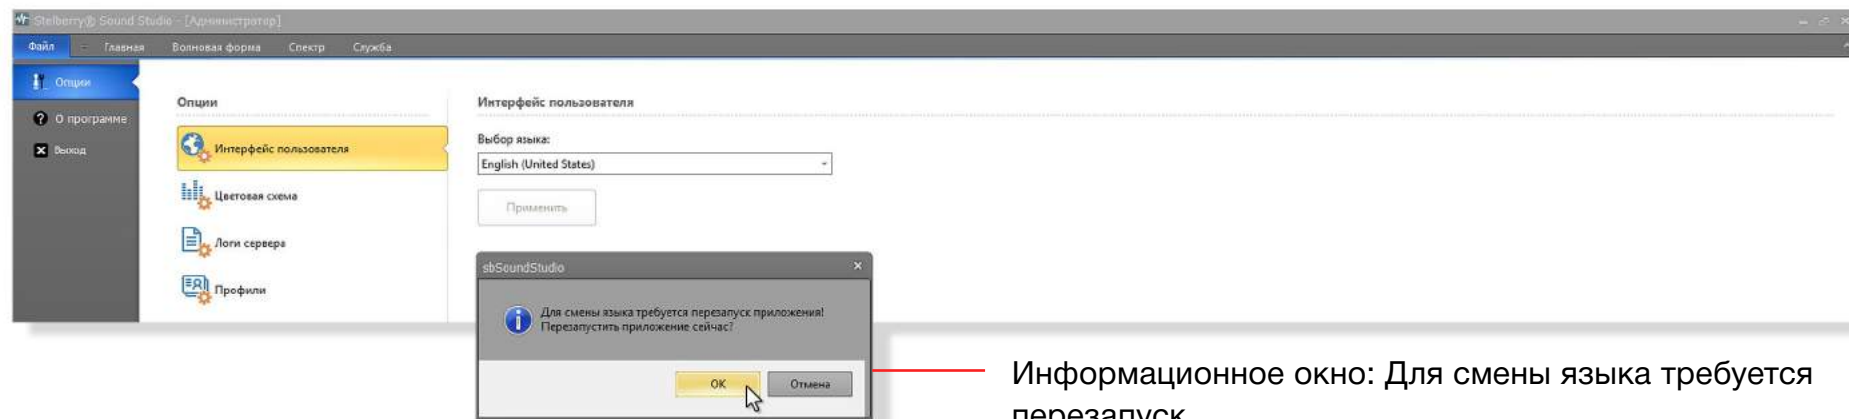 Stelberry® Sound Studio - [Администратор]
Файл Главная Волновая форма Спектр Служба
Опции
О программе
Выход
Опции
Интерфейс пользователя
Цветовая схема
Логи сервера
Профили
Интерфейс пользователя
Выбор языка:
English (United States)
Применить
sbSoundStudio
Для смены языка требуется перезапуск приложения!
Перезапустить приложение сейчас?
OK Отмена
Информационное окно: Для смены языка требуется
перезапуск